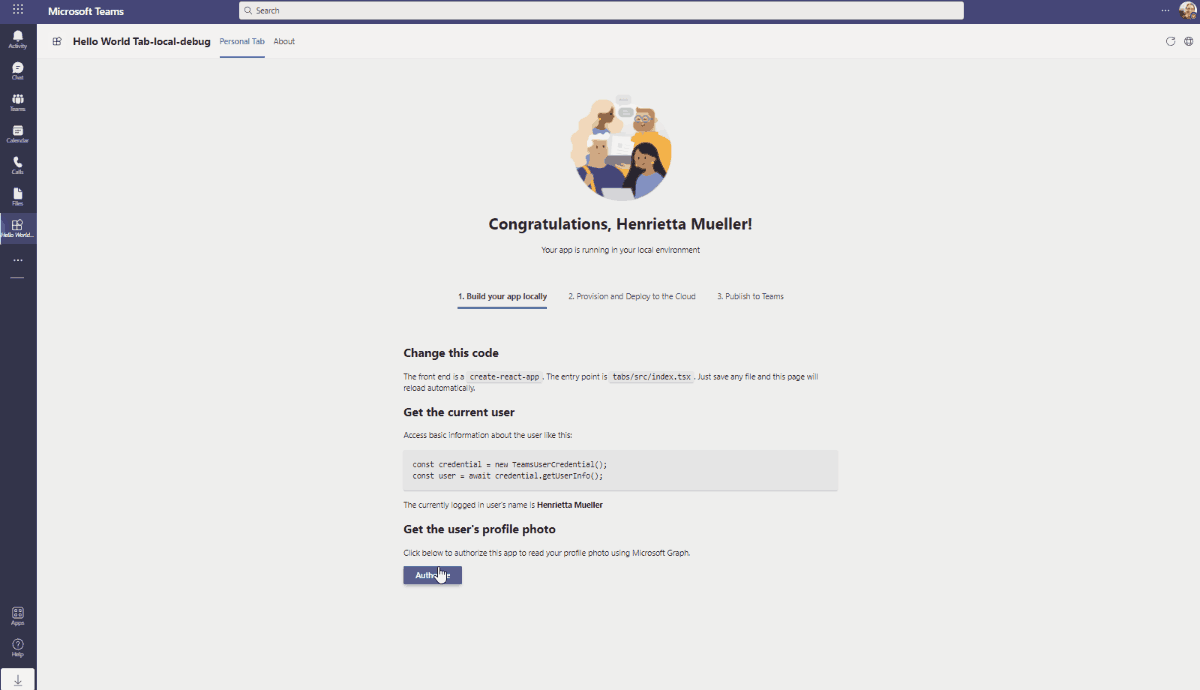 Microsoft Teams
Search
Activity
Chat
Teams
Calendar
Calls
Files
Hello World...
Apps
Help
Hello World Tab-local-debug
Personal Tab
About
Congratulations, Henrietta Mueller!
Your app is running in your local environment
1. Build your app locally
2. Provision and Deploy to the Cloud
3. Publish to Teams
Change this code
The front end is a create-react-app. The entry point is tabs/src/index.tsx. Just save any file and this page will
reload automatically.
Get the current user
Access basic information about the user like this:
const credential = new TeamsUserCredential();
const user = await credential.getUserInfo();
The currently logged in user's name is Henrietta Mueller
Get the user's profile photo
Click below to authorize this app to read your profile photo using Microsoft Graph.
Authorize